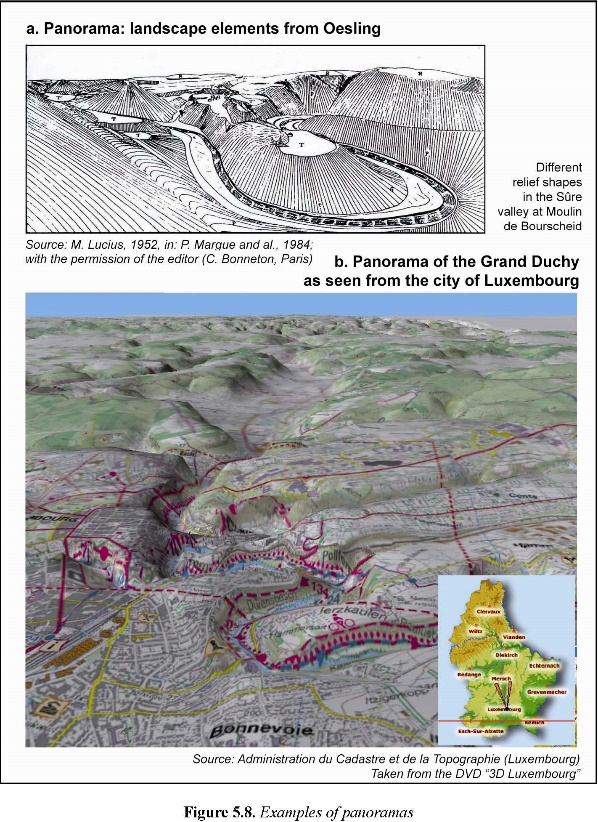 a. Panorama: landscape elements from Oesling
Different
relief shapes
in the Sûre
valley at Moulin
de Bourscheid
Source: M. Lucius, 1952, in: P. Margue and al., 1984;
with the permission of the editor (C. Bonneton, Paris)
b. Panorama of the Grand Duchy
as seen from the city of Luxembourg
Cents
Bonnevoie
Clervaux
Wiltz
Vianden
Diekirch
Echternach
Redange
Mersch
Grevenmacher
Luxembourg
Remich
Esch-Sur-Alzette
Source: Administration du Cadastre et de la Topographie (Luxembourg)
Taken from the DVD "3D Luxembourg"
Figure 5.8. Examples of panoramas